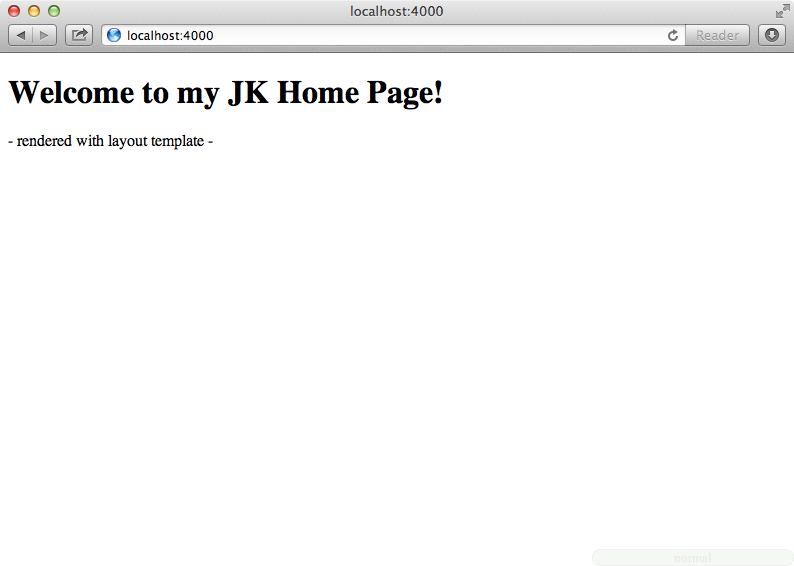 localhost:4000
localhost:4000
Reader
Welcome to my JK Home Page!
- rendered with layout template -
normal